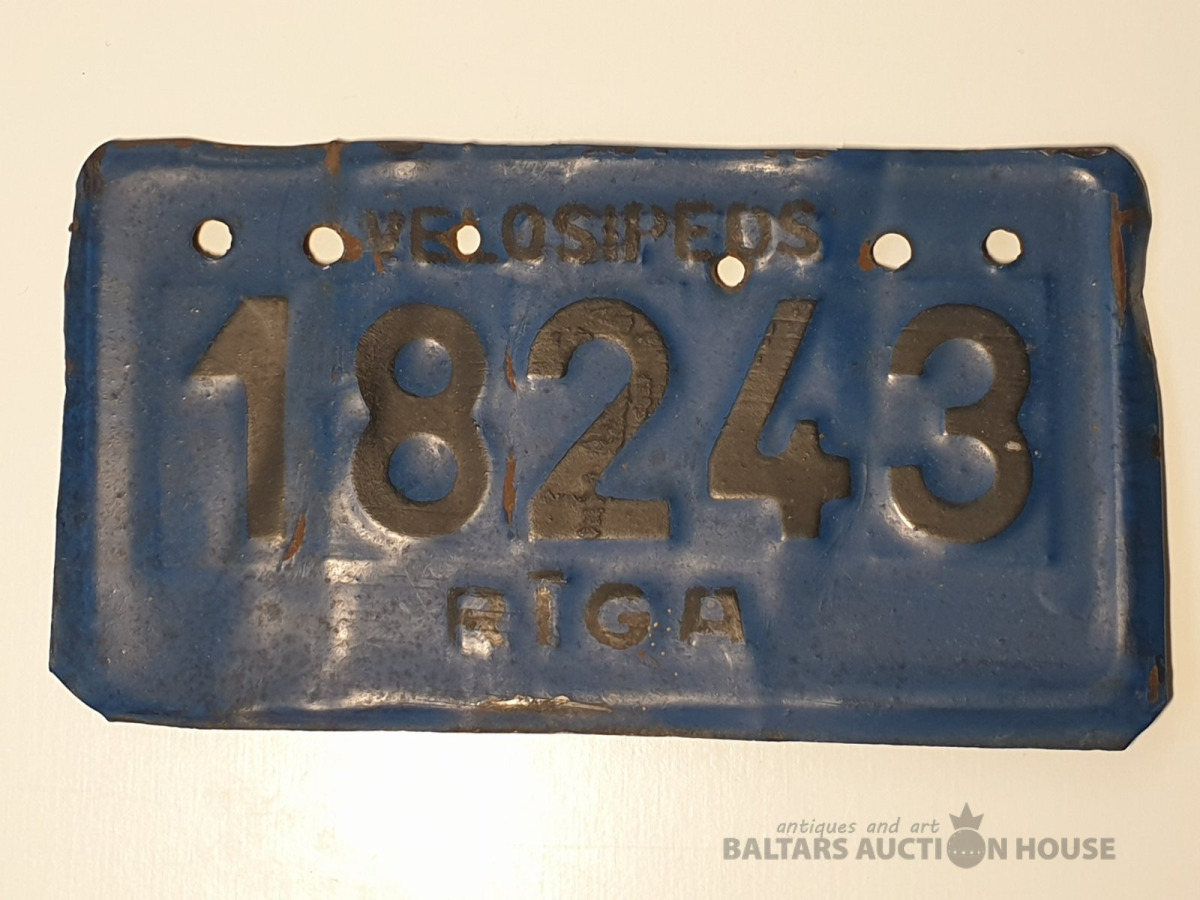 VELOSIPEDS
18243
RĪGA
antiques and art
BALTARS AUCTION HOUSE